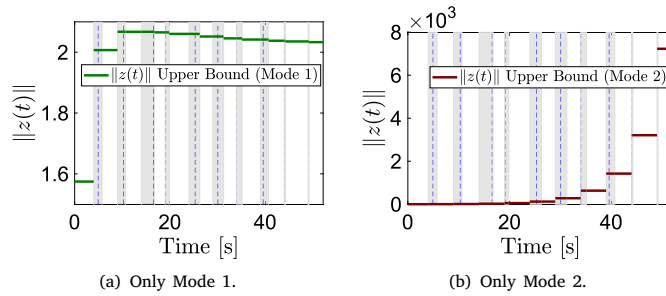 2
1.8
1.6
0
20
40
‖z(t)‖
Time [s]
‖z(t)‖ Upper Bound (Mode 1)
(a) Only Mode 1.
×10³
8
6
4
2
0
0
20
40
‖z(t)‖
Time [s]
‖z(t)‖ Upper Bound (Mode 2)
(b) Only Mode 2.